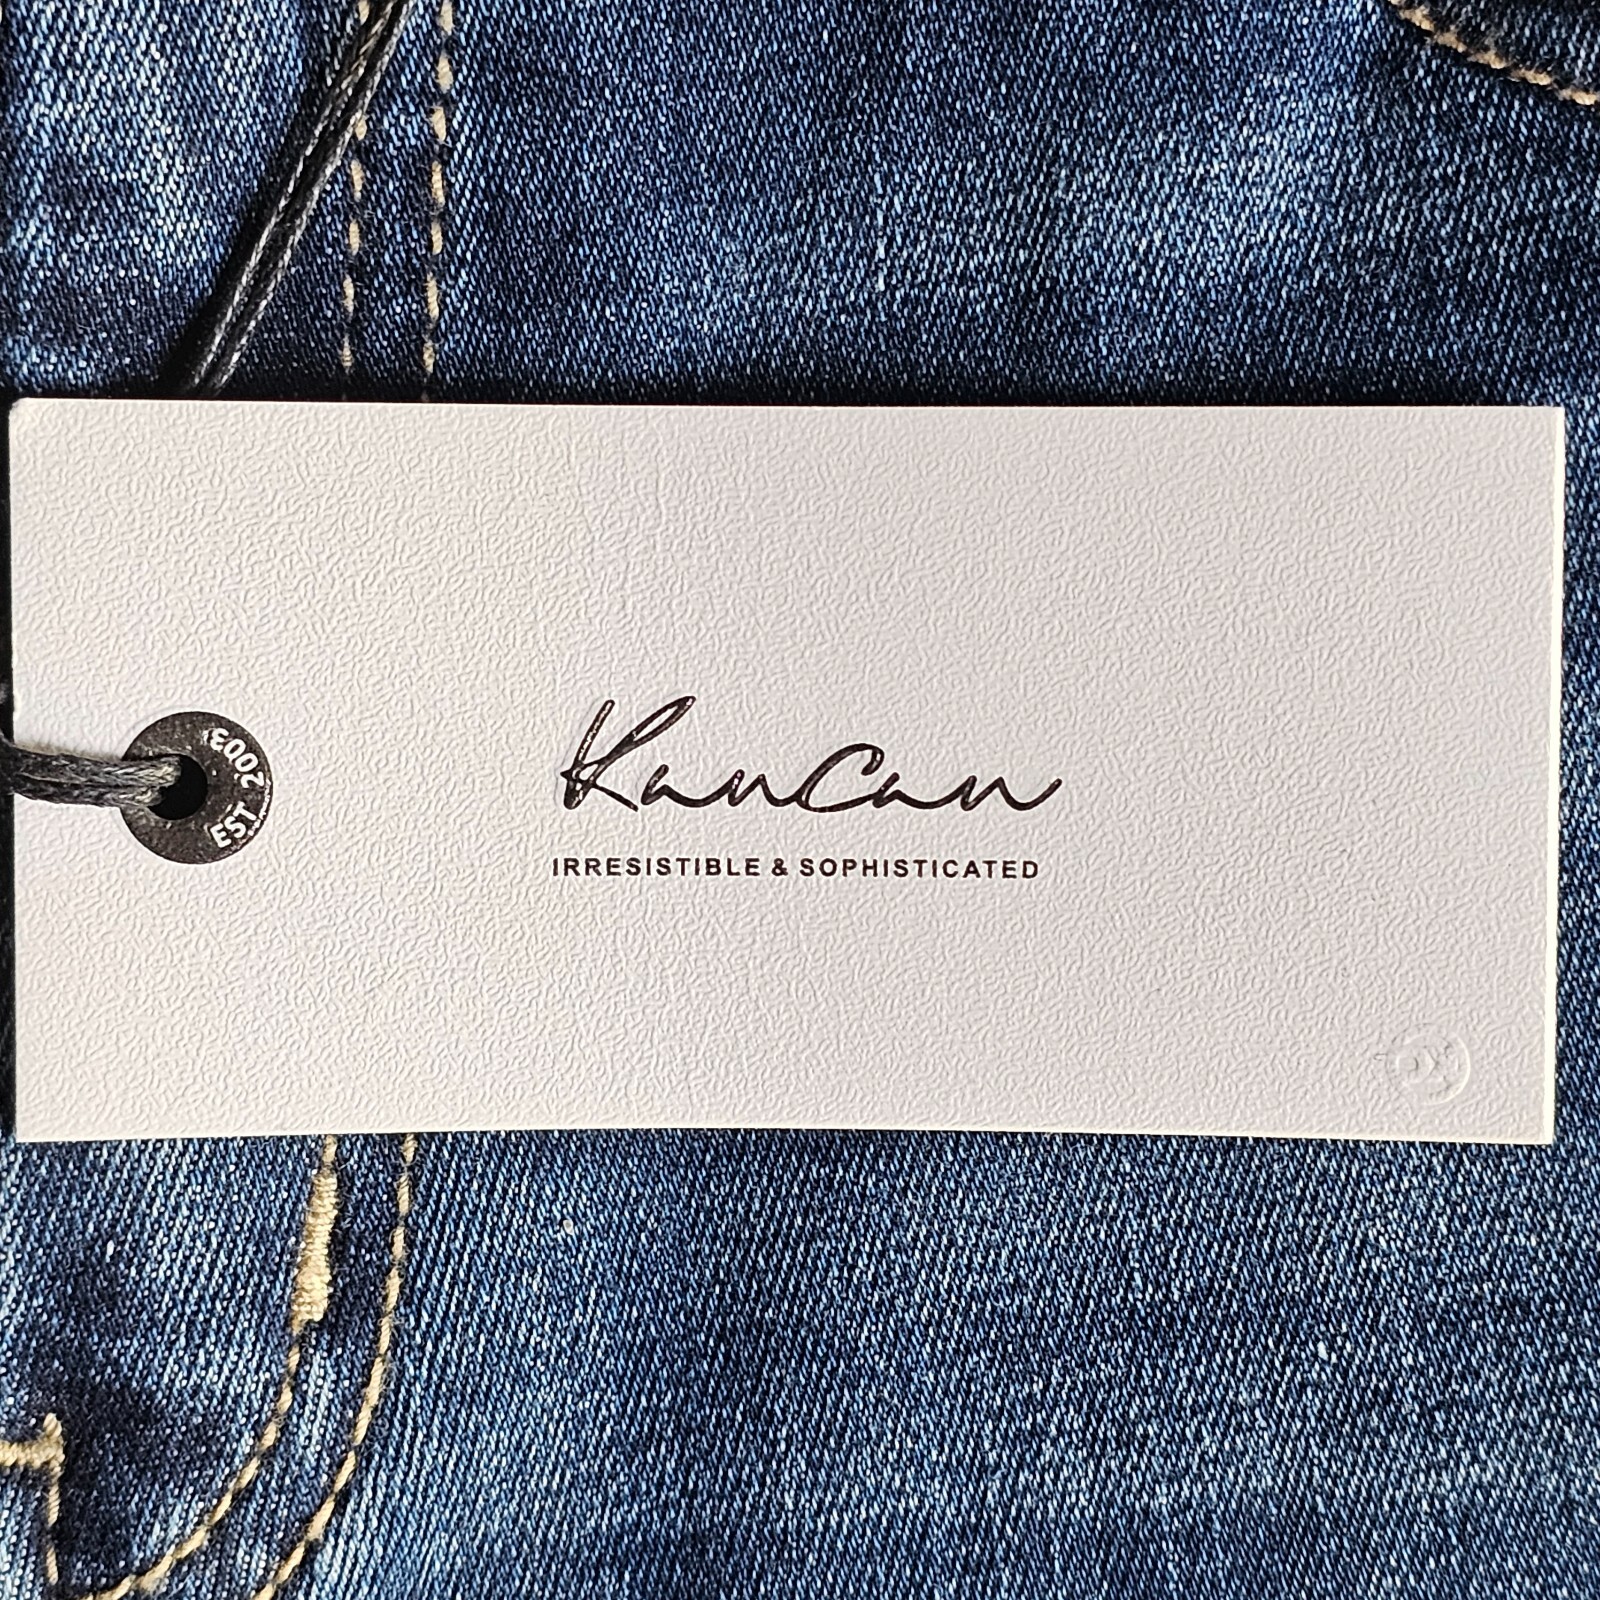 KanCan
IRRESISTIBLE & SOPHISTICATED
EST 2003